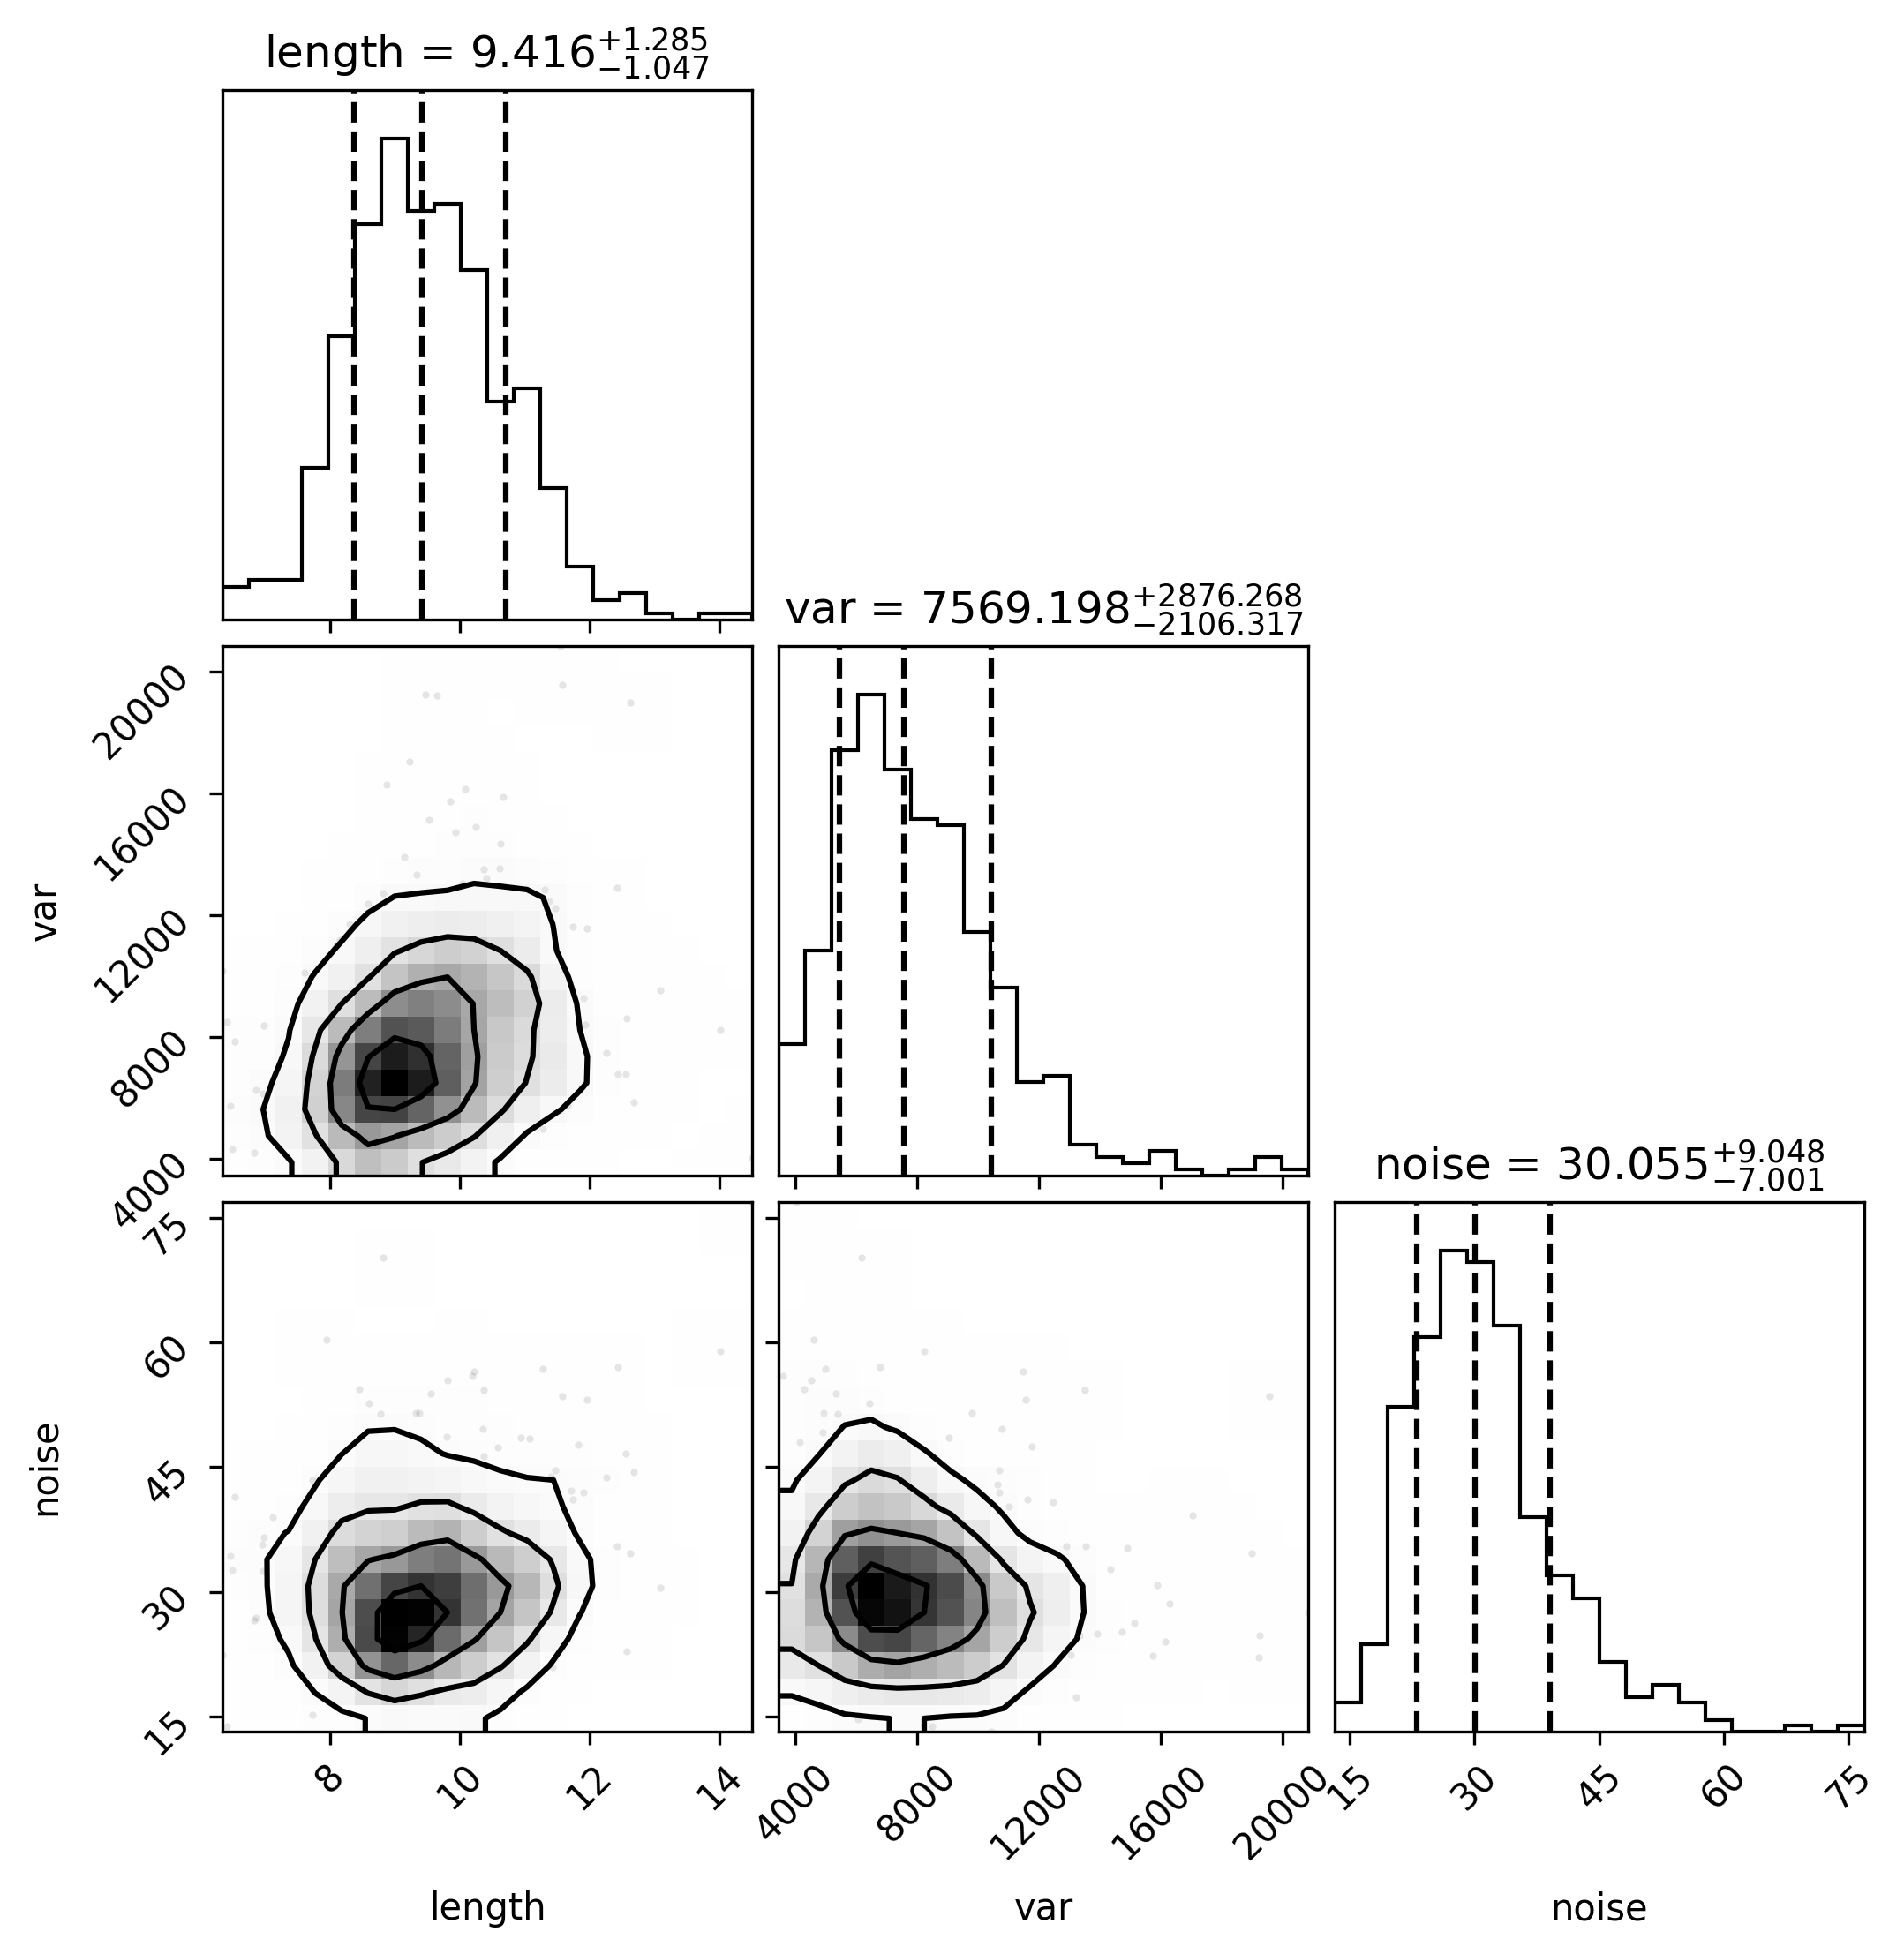 length = 9.416+1.285 −1.047
var = 7569.198+2876.268 −2106.317
20000
16000
12000
8000
4000
var
noise = 30.055+9.048 −7.001
75
60
45
30
15
noise
8 10 12 14
4000 8000 12000 16000 20000
15 30 45 60 75
length
var
noise